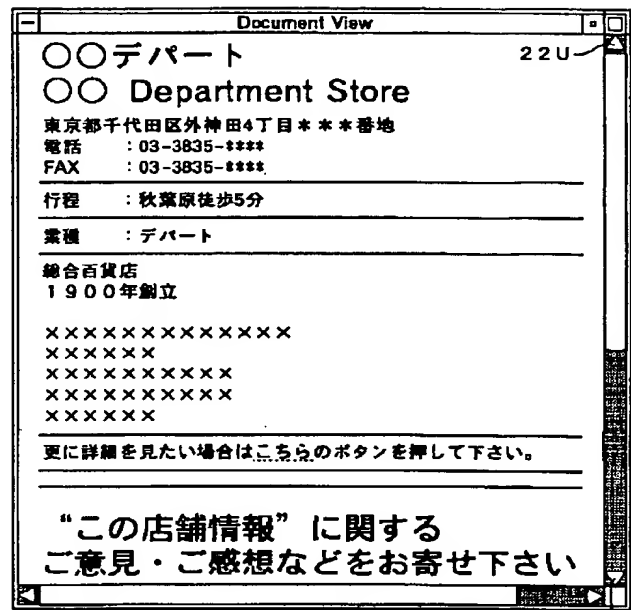 Document View
○○デパート
22U
○○ Department Store
東京都千代田区外神田4丁目＊＊＊番地
電話 : 03-3835-****
FAX : 03-3835-****
行程 : 秋葉原徒歩5分
業種 : デパート
総合百貨店
1900年創立
×××××××××××××
××××××
××××××××××
××××××××××
××××××
更に詳細を見たい場合はこちらのボタンを押して下さい。
“この店舗情報”に関する
ご意見・ご感想などをお寄せ下さい